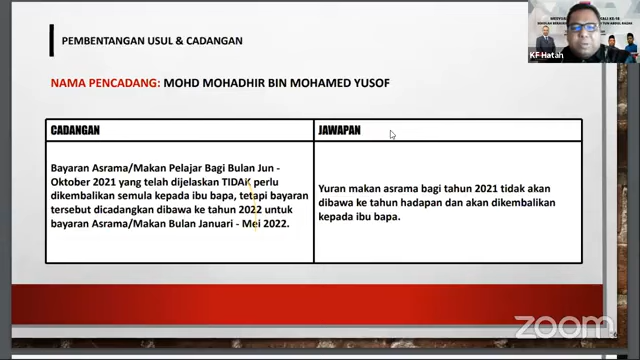 PEMBENTANGAN USUL & CADANGAN
NAMA PENCADANG: MOHD MOHADHIR BIN MOHAMED YUSOF
CADANGAN
Bayaran Asrama/Makan Pelajar Bagi Bulan Jun -
Oktober 2021 yang telah dijelaskan TIDAK perlu
dikembalikan semula kepada ibu bapa, tetapi bayaran
tersebut dicadangkan dibawa ke tahun 2022 untuk
bayaran Asrama/Makan Bulan Januari - Mei 2022.
JAWAPAN
Yuran makan asrama bagi tahun 2021 tidak akan
dibawa ke tahun hadapan dan akan dikembalikan
kepada ibu bapa.
KF Hatah
zoom